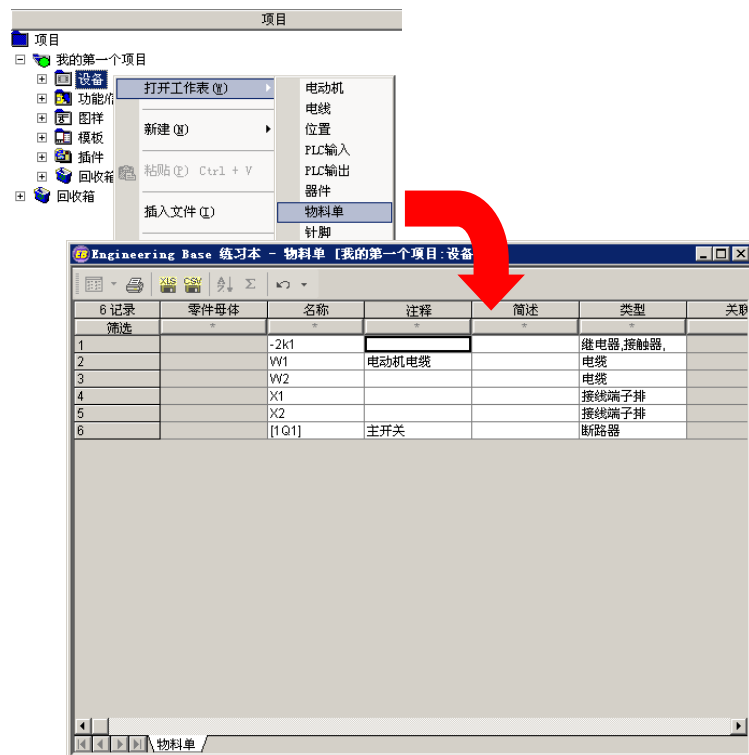 项目
项目
我的第一个项目
设备
功能/
图样
模板
插件
回收箱
回收箱
打开工作表(W)
新建(N)
粘贴(P) Ctrl + V
插入文件(I)
电动机
电线
位置
PLC输入
PLC输出
器件
物料单
针脚
Engineering Base 练习本 - 物料单 [我的第一个项目:设备
XLS CSV
6 记录 零件母体 名称 注释 简述 类型 关联
筛选 * * * * *
1 -2k1 继电器,接触器,
2 W1 电动机电缆 电缆
3 W2 电缆
4 X1 接线端子排
5 X2 接线端子排
6 [1Q1] 主开关 断路器
物料单